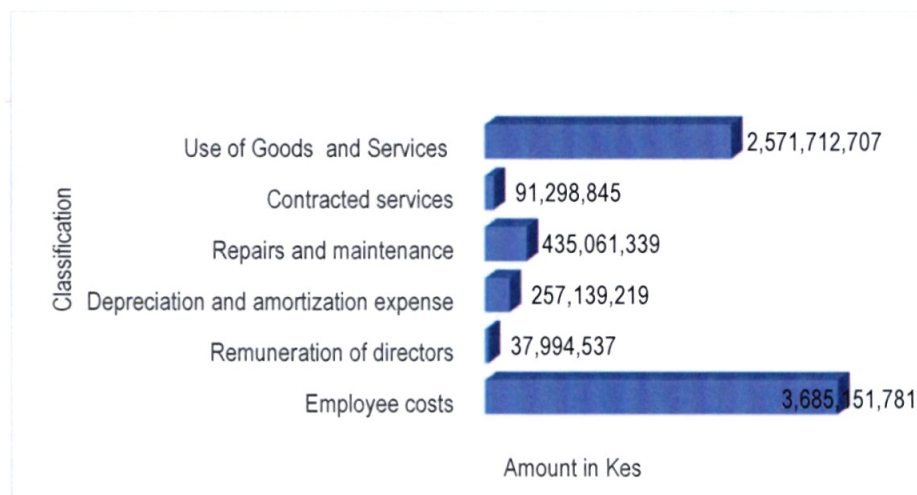 Classification
Use of Goods and Services 2,571,712,707
Contracted services 91,298,845
Repairs and maintenance 435,061,339
Depreciation and amortization expense 257,139,219
Remuneration of directors 37,994,537
Employee costs 3,685,151,781
Amount in Kes